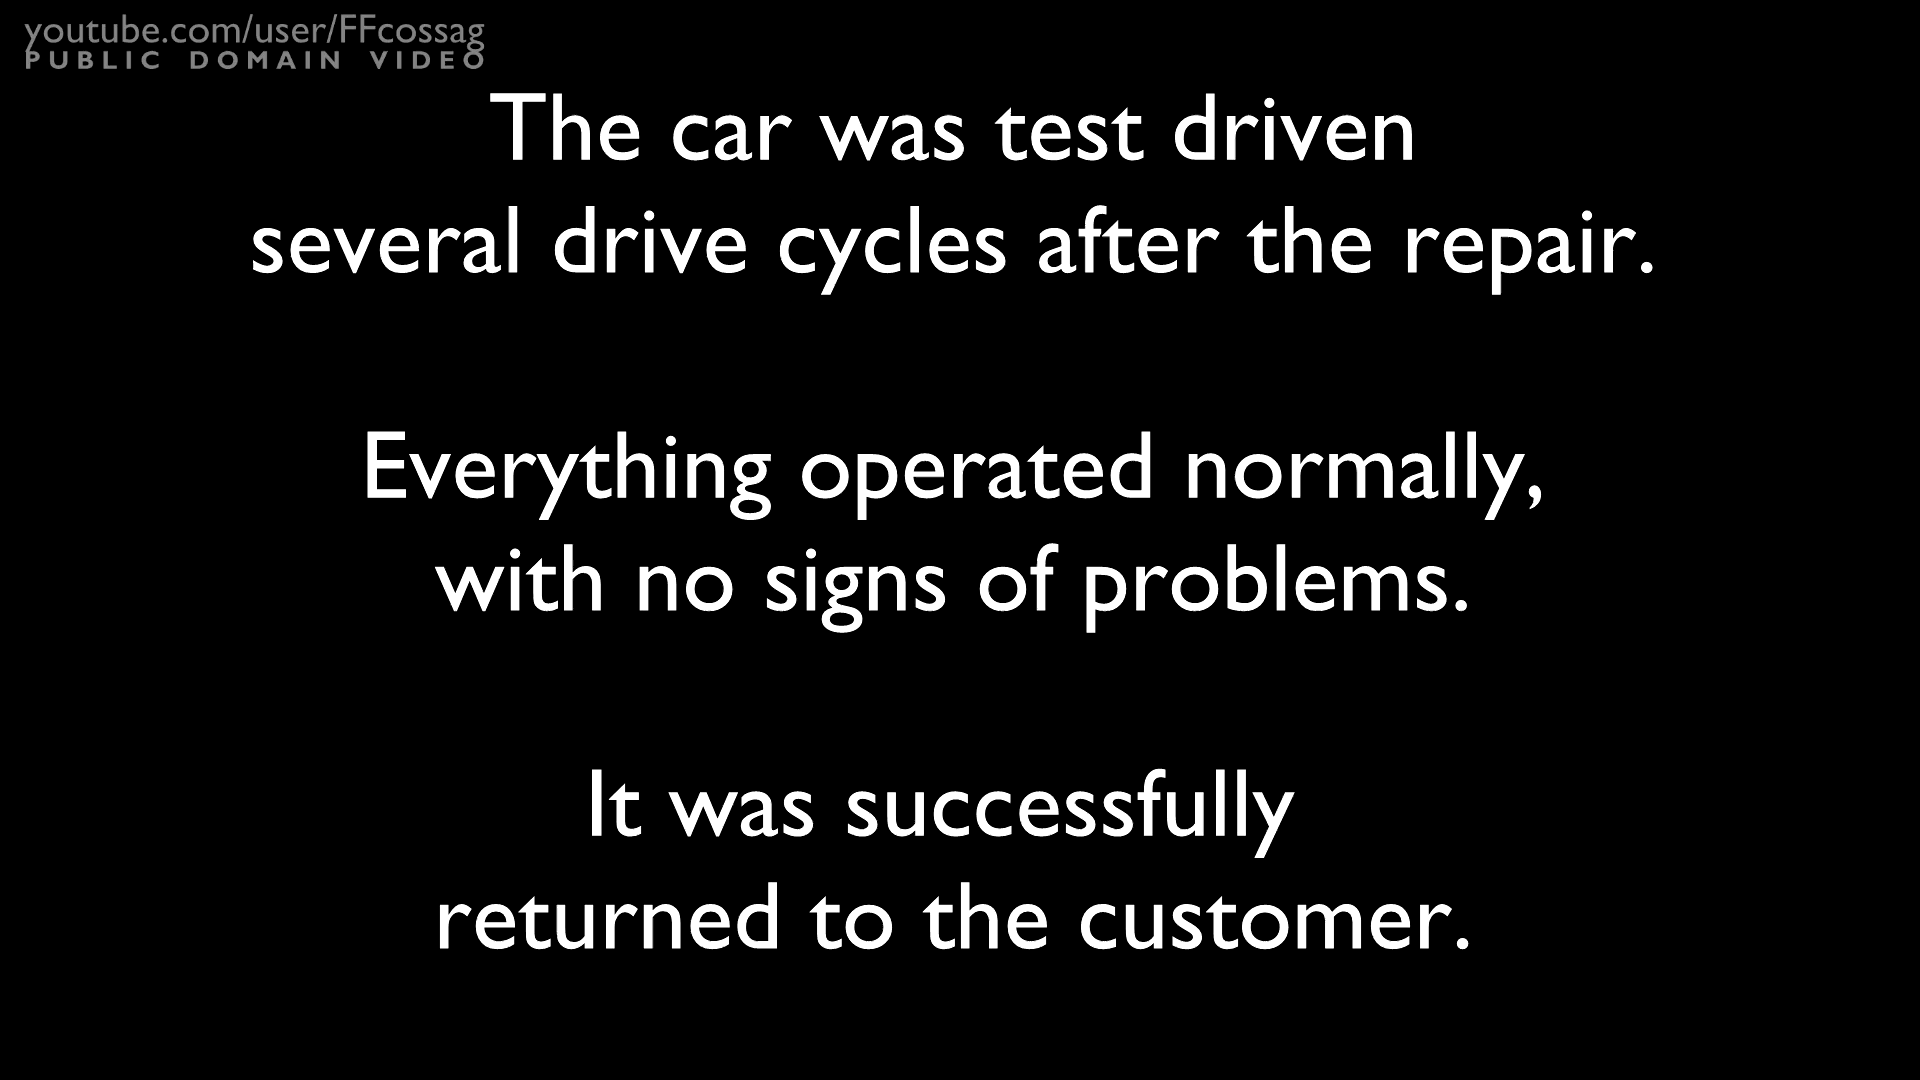 youtube.com/user/FFcossag
PUBLIC DOMAIN VIDEO
The car was test driven
several drive cycles after the repair.
Everything operated normally,
with no signs of problems.
It was successfully
returned to the customer.